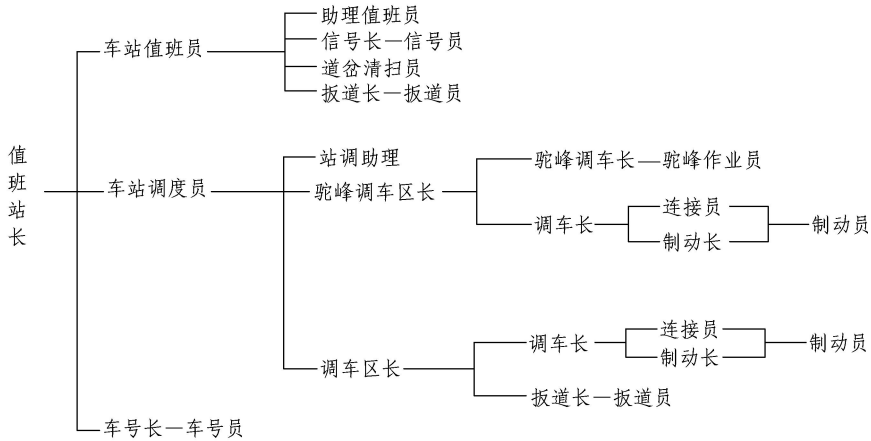 助理值班员
车站值班员
信号长—信号员
道岔清扫员
扳道长—扳道员
值班站长
站调助理
驼峰调车长—驼峰作业员
车站调度员
驼峰调车区长
连接员
调车长
制动员
制动长
连接员
调车长
制动员
制动长
调车区长
扳道长—扳道员
车号长—车号员